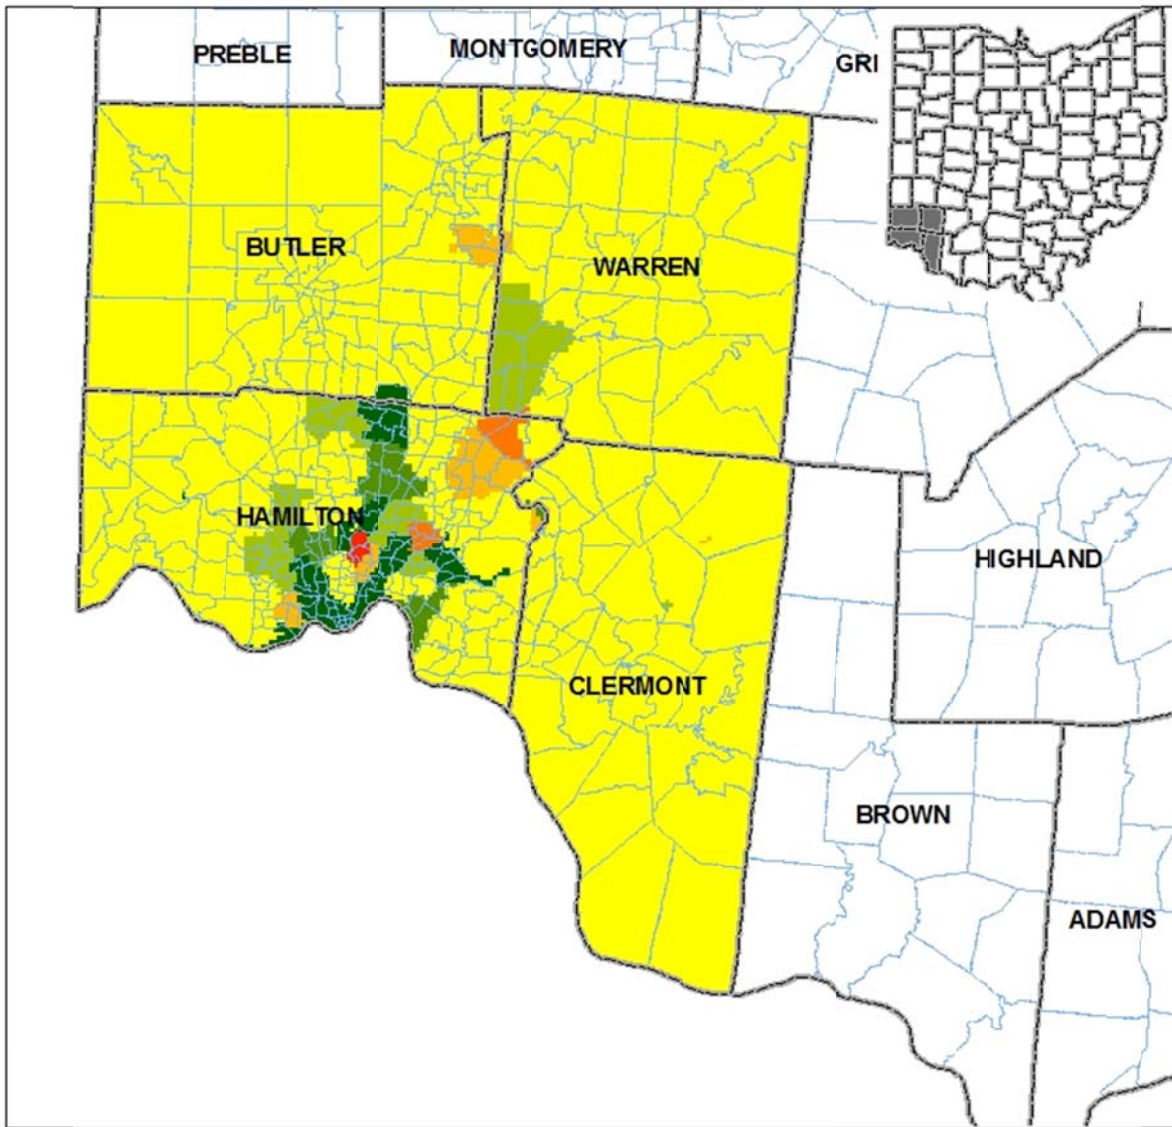 PREBLE
MONTGOMERY
GRI
BUTLER
WARREN
HAMILTON
HIGHLAND
CLERMONT
BROWN
ADAMS